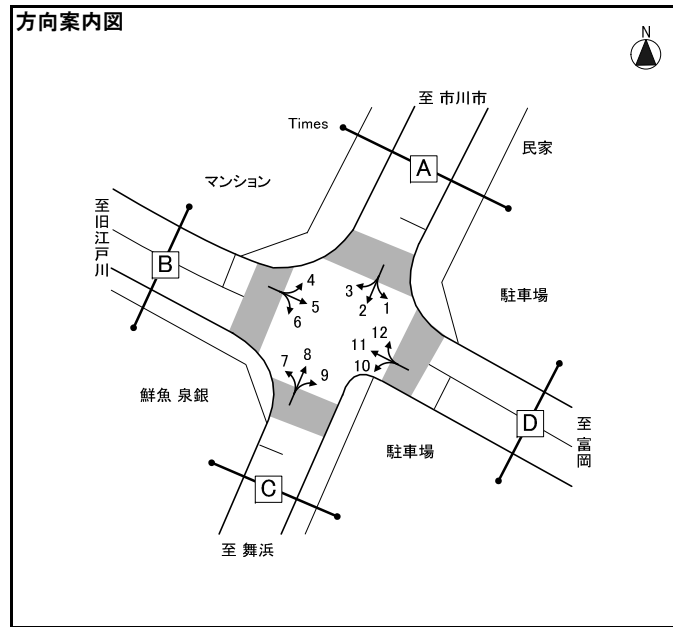 方向案内図
N
至 市川市
Times
A
民家
マンション
至旧江戸川
B
4
3
5
2
1
駐車場
6
12
11
7
8
9
10
鮮魚 泉銀
D
至富岡
駐車場
C
至 舞浜